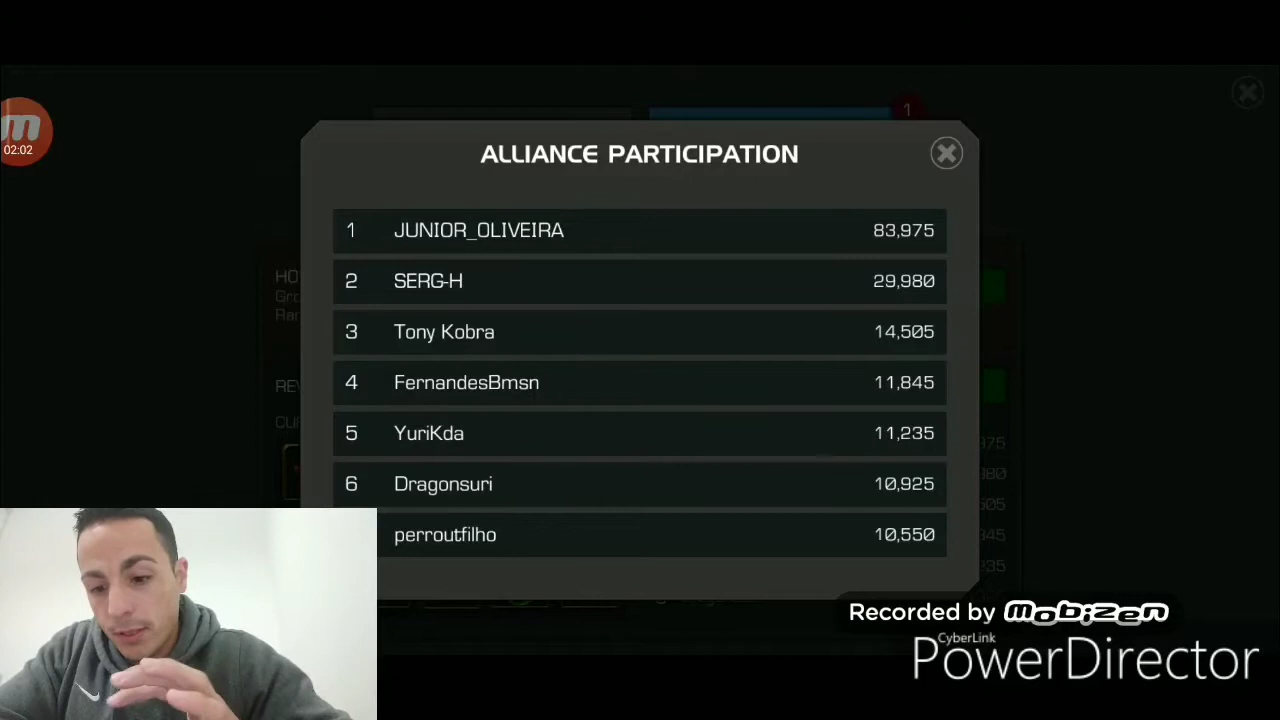 02:02
1
ALLIANCE PARTICIPATION
1 JUNIOR_OLIVEIRA 83,975
2 SERG-H 29,980
3 Tony Kobra 14,505
4 FernandesBmsn 11,845
5 YuriKda 11,235
6 Dragonsuri 10,925
perroutfilho 10,550
Recorded by mobizen
CyberLink
PowerDirector